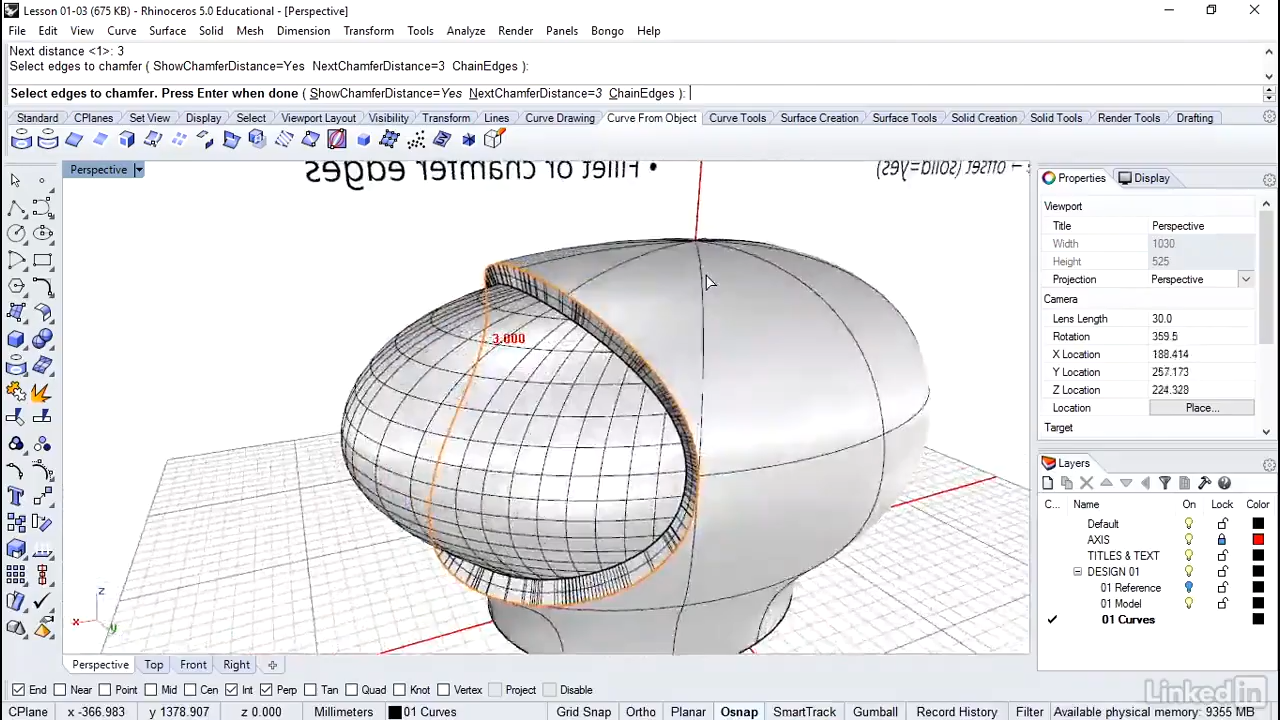 Lesson 01-03 (675 KB) - Rhinoceros 5.0 Educational - [Perspective]
File Edit View Curve Surface Solid Mesh Dimension Transform Tools Analyze Render Panels Bongo Help
Next distance <1>: 3
Select edges to chamfer ( ShowChamferDistance=Yes NextChamferDistance=3 ChainEdges ):
Select edges to chamfer. Press Enter when done ( ShowChamferDistance=Yes NextChamferDistance=3 ChainEdges ):
Standard CPlanes Set View Display Select Viewport Layout Visibility Transform Lines Curve Drawing Curve From Object Curve Tools Surface Creation Surface Tools Solid Creation Solid Tools Render Tools Drafting
Perspective
• Fillet or chamfer edges
→ offset (solid=yes)
3.000
z
x
y
Properties Display
Viewport
Title Perspective
Width 1030
Height 525
Projection Perspective
Camera
Lens Length 30.0
Rotation 359.5
X Location 188.414
Y Location 257.173
Z Location 224.328
Location Place...
Target
Layers
C... Name On Lock Color
Default
AXIS
TITLES & TEXT
DESIGN 01
01 Reference
01 Model
01 Curves
Perspective Top Front Right
End Near Point Mid Cen Int Perp Tan Quad Knot Vertex Project Disable
CPlane x -366.983 y 1378.907 z 0.000 Millimeters 01 Curves Grid Snap Ortho Planar Osnap SmartTrack Gumball Record History Filter Available physical memory: 9355 MB
LinkedIn